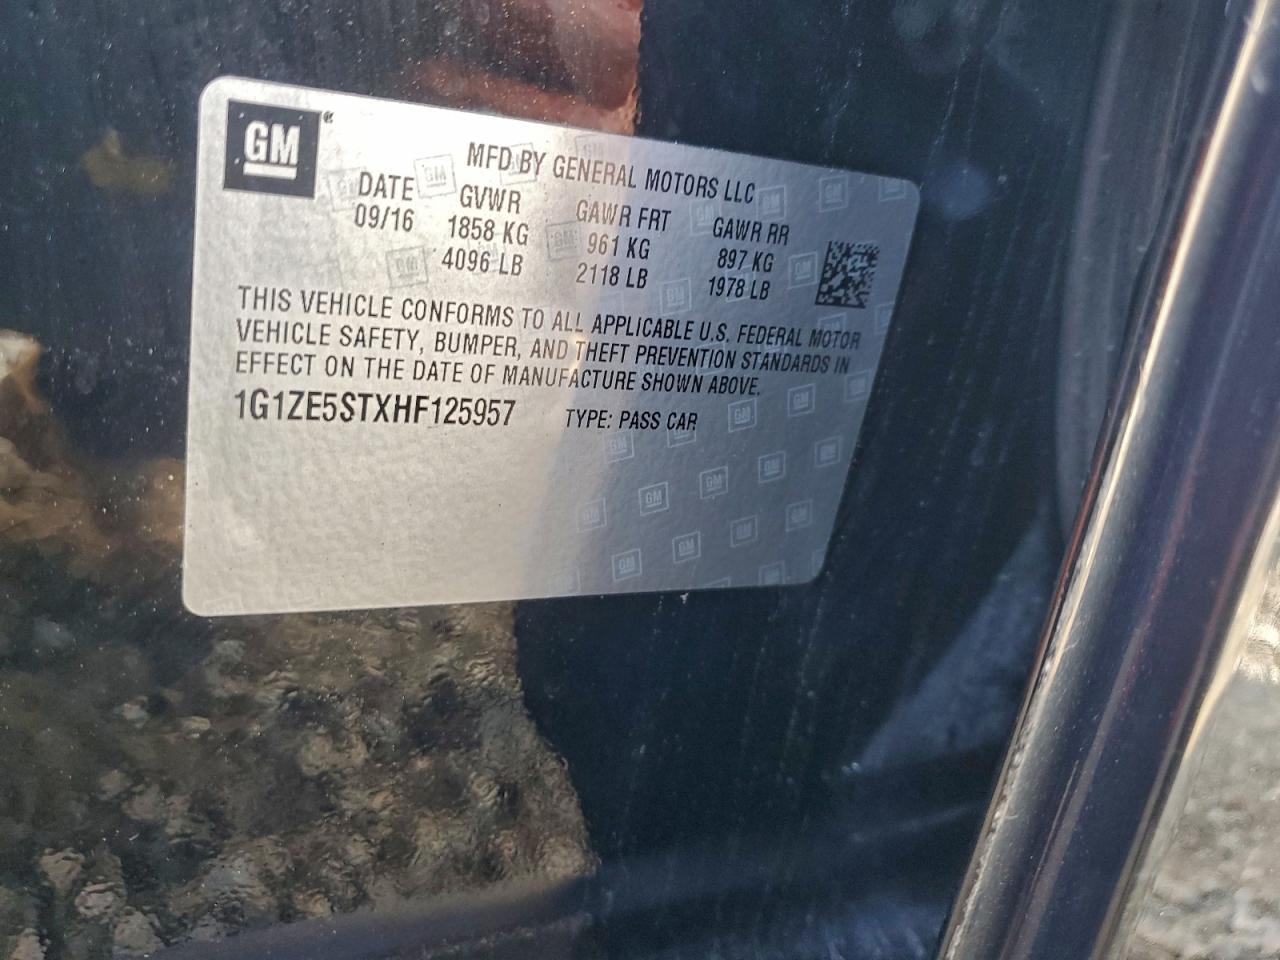 GM
MFD BY GENERAL MOTORS LLC
DATE GVWR GAWR FRT GAWR RR
09/16 1858 KG 961 KG 897 KG
4096 LB 2118 LB 1978 LB
THIS VEHICLE CONFORMS TO ALL APPLICABLE U.S. FEDERAL MOTOR
VEHICLE SAFETY, BUMPER, AND THEFT PREVENTION STANDARDS IN
EFFECT ON THE DATE OF MANUFACTURE SHOWN ABOVE.
1G1ZE5STXHF125957 TYPE: PASS CAR